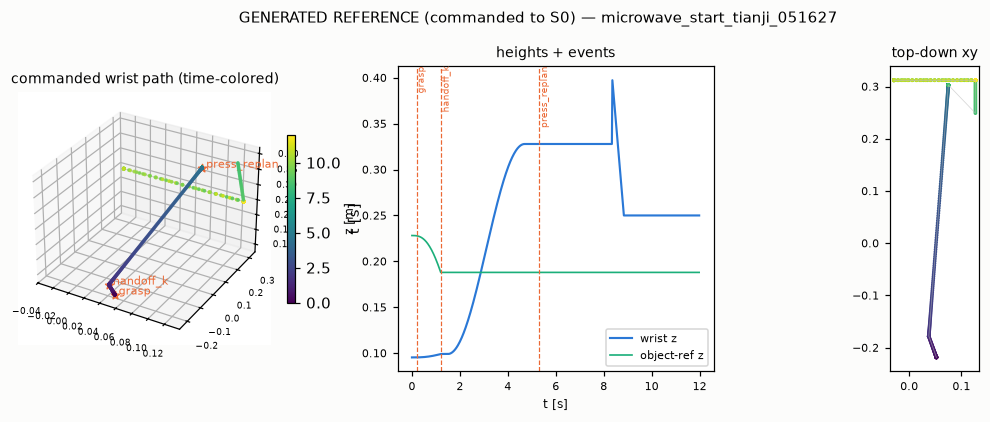 GENERATED REFERENCE (commanded to S0) — microwave_start_tianji_051627
commanded wrist path (time-colored)
press_replan
handoff_k
grasp
−0.04
−0.02
0.00
0.02
0.04
0.06
0.08
0.10
0.12
−0.2
−0.1
0.0
0.1
0.2
0.3
10.0
7.5
5.0
2.5
0.0
t [s]
z [m]
heights + events
grasp
handoff_k
press_replan
0.40
0.35
0.30
0.25
0.20
0.15
0.10
0 2 4 6 8 10 12
t [s]
wrist z
object-ref z
top-down xy
0.3
0.2
0.1
0.0
−0.1
−0.2
0.0 0.1